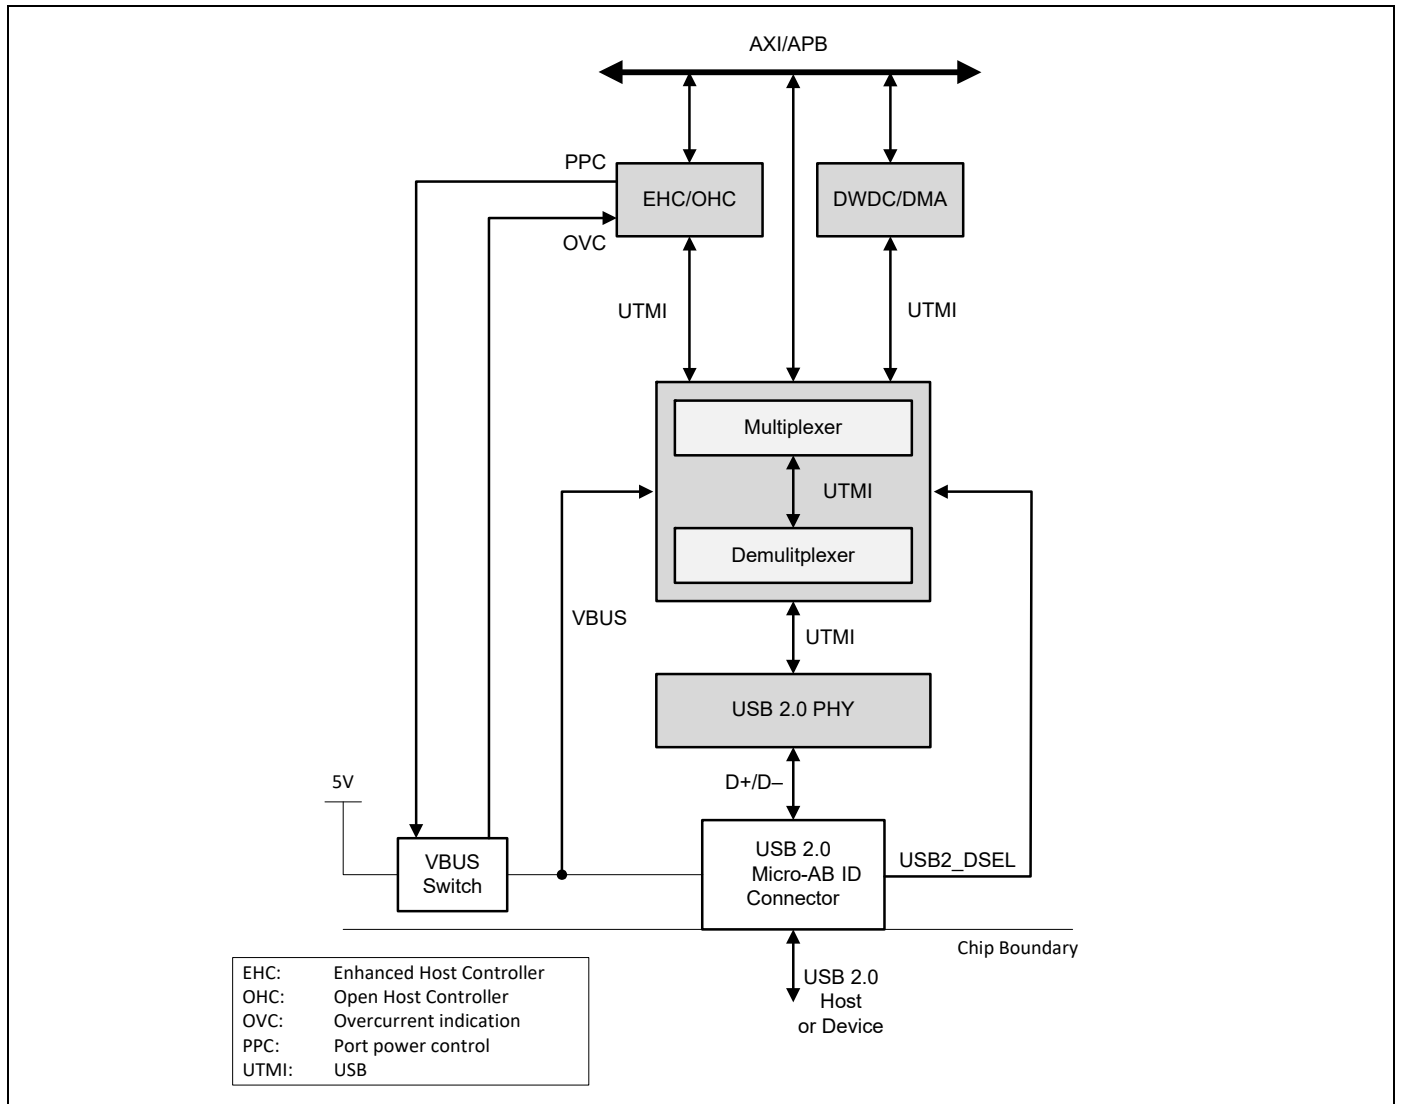 AXI/APB
PPC
EHC/OHC
DWDC/DMA
OVC
UTMI
UTMI
Multiplexer
UTMI
Demulitplexer
VBUS
UTMI
USB 2.0 PHY
5V
D+/D–
VBUS
Switch
USB 2.0
Micro-AB ID
Connector
USB2_DSEL
Chip Boundary
USB 2.0
Host
or Device
EHC: Enhanced Host Controller
OHC: Open Host Controller
OVC: Overcurrent indication
PPC: Port power control
UTMI: USB